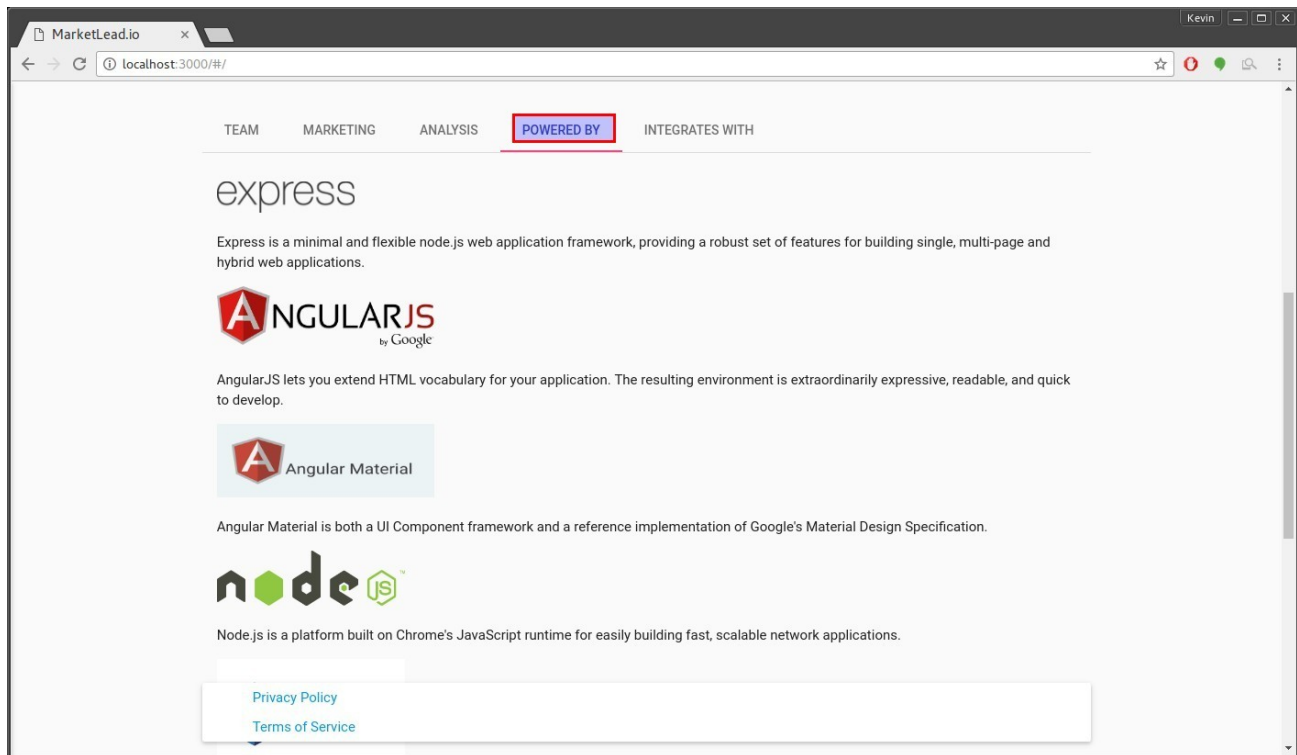 Kevin
MarketLead.io
localhost:3000/#/
TEAM MARKETING ANALYSIS POWERED BY INTEGRATES WITH
express
Express is a minimal and flexible node.js web application framework, providing a robust set of features for building single, multi-page and
hybrid web applications.
ANGULARJS
by Google
AngularJS lets you extend HTML vocabulary for your application. The resulting environment is extraordinarily expressive, readable, and quick
to develop.
A Angular Material
Angular Material is both a UI Component framework and a reference implementation of Google's Material Design Specification.
node JS ™
Node.js is a platform built on Chrome's JavaScript runtime for easily building fast, scalable network applications.
Privacy Policy
Terms of Service